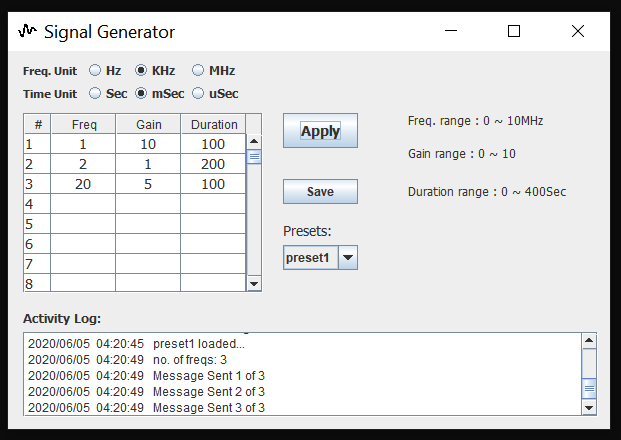 Signal Generator
Freq. Unit Hz KHz MHz
Time Unit Sec mSec uSec
# Freq Gain Duration
1 1 10 100
2 2 1 200
3 20 5 100
4
5
6
7
8
Apply
Save
Presets:
preset1
Freq. range : 0 ~ 10MHz
Gain range : 0 ~ 10
Duration range : 0 ~ 400Sec
Activity Log:
2020/06/05 04:20:45 preset1 loaded...
2020/06/05 04:20:49 no. of freqs: 3
2020/06/05 04:20:49 Message Sent 1 of 3
2020/06/05 04:20:49 Message Sent 2 of 3
2020/06/05 04:20:49 Message Sent 3 of 3